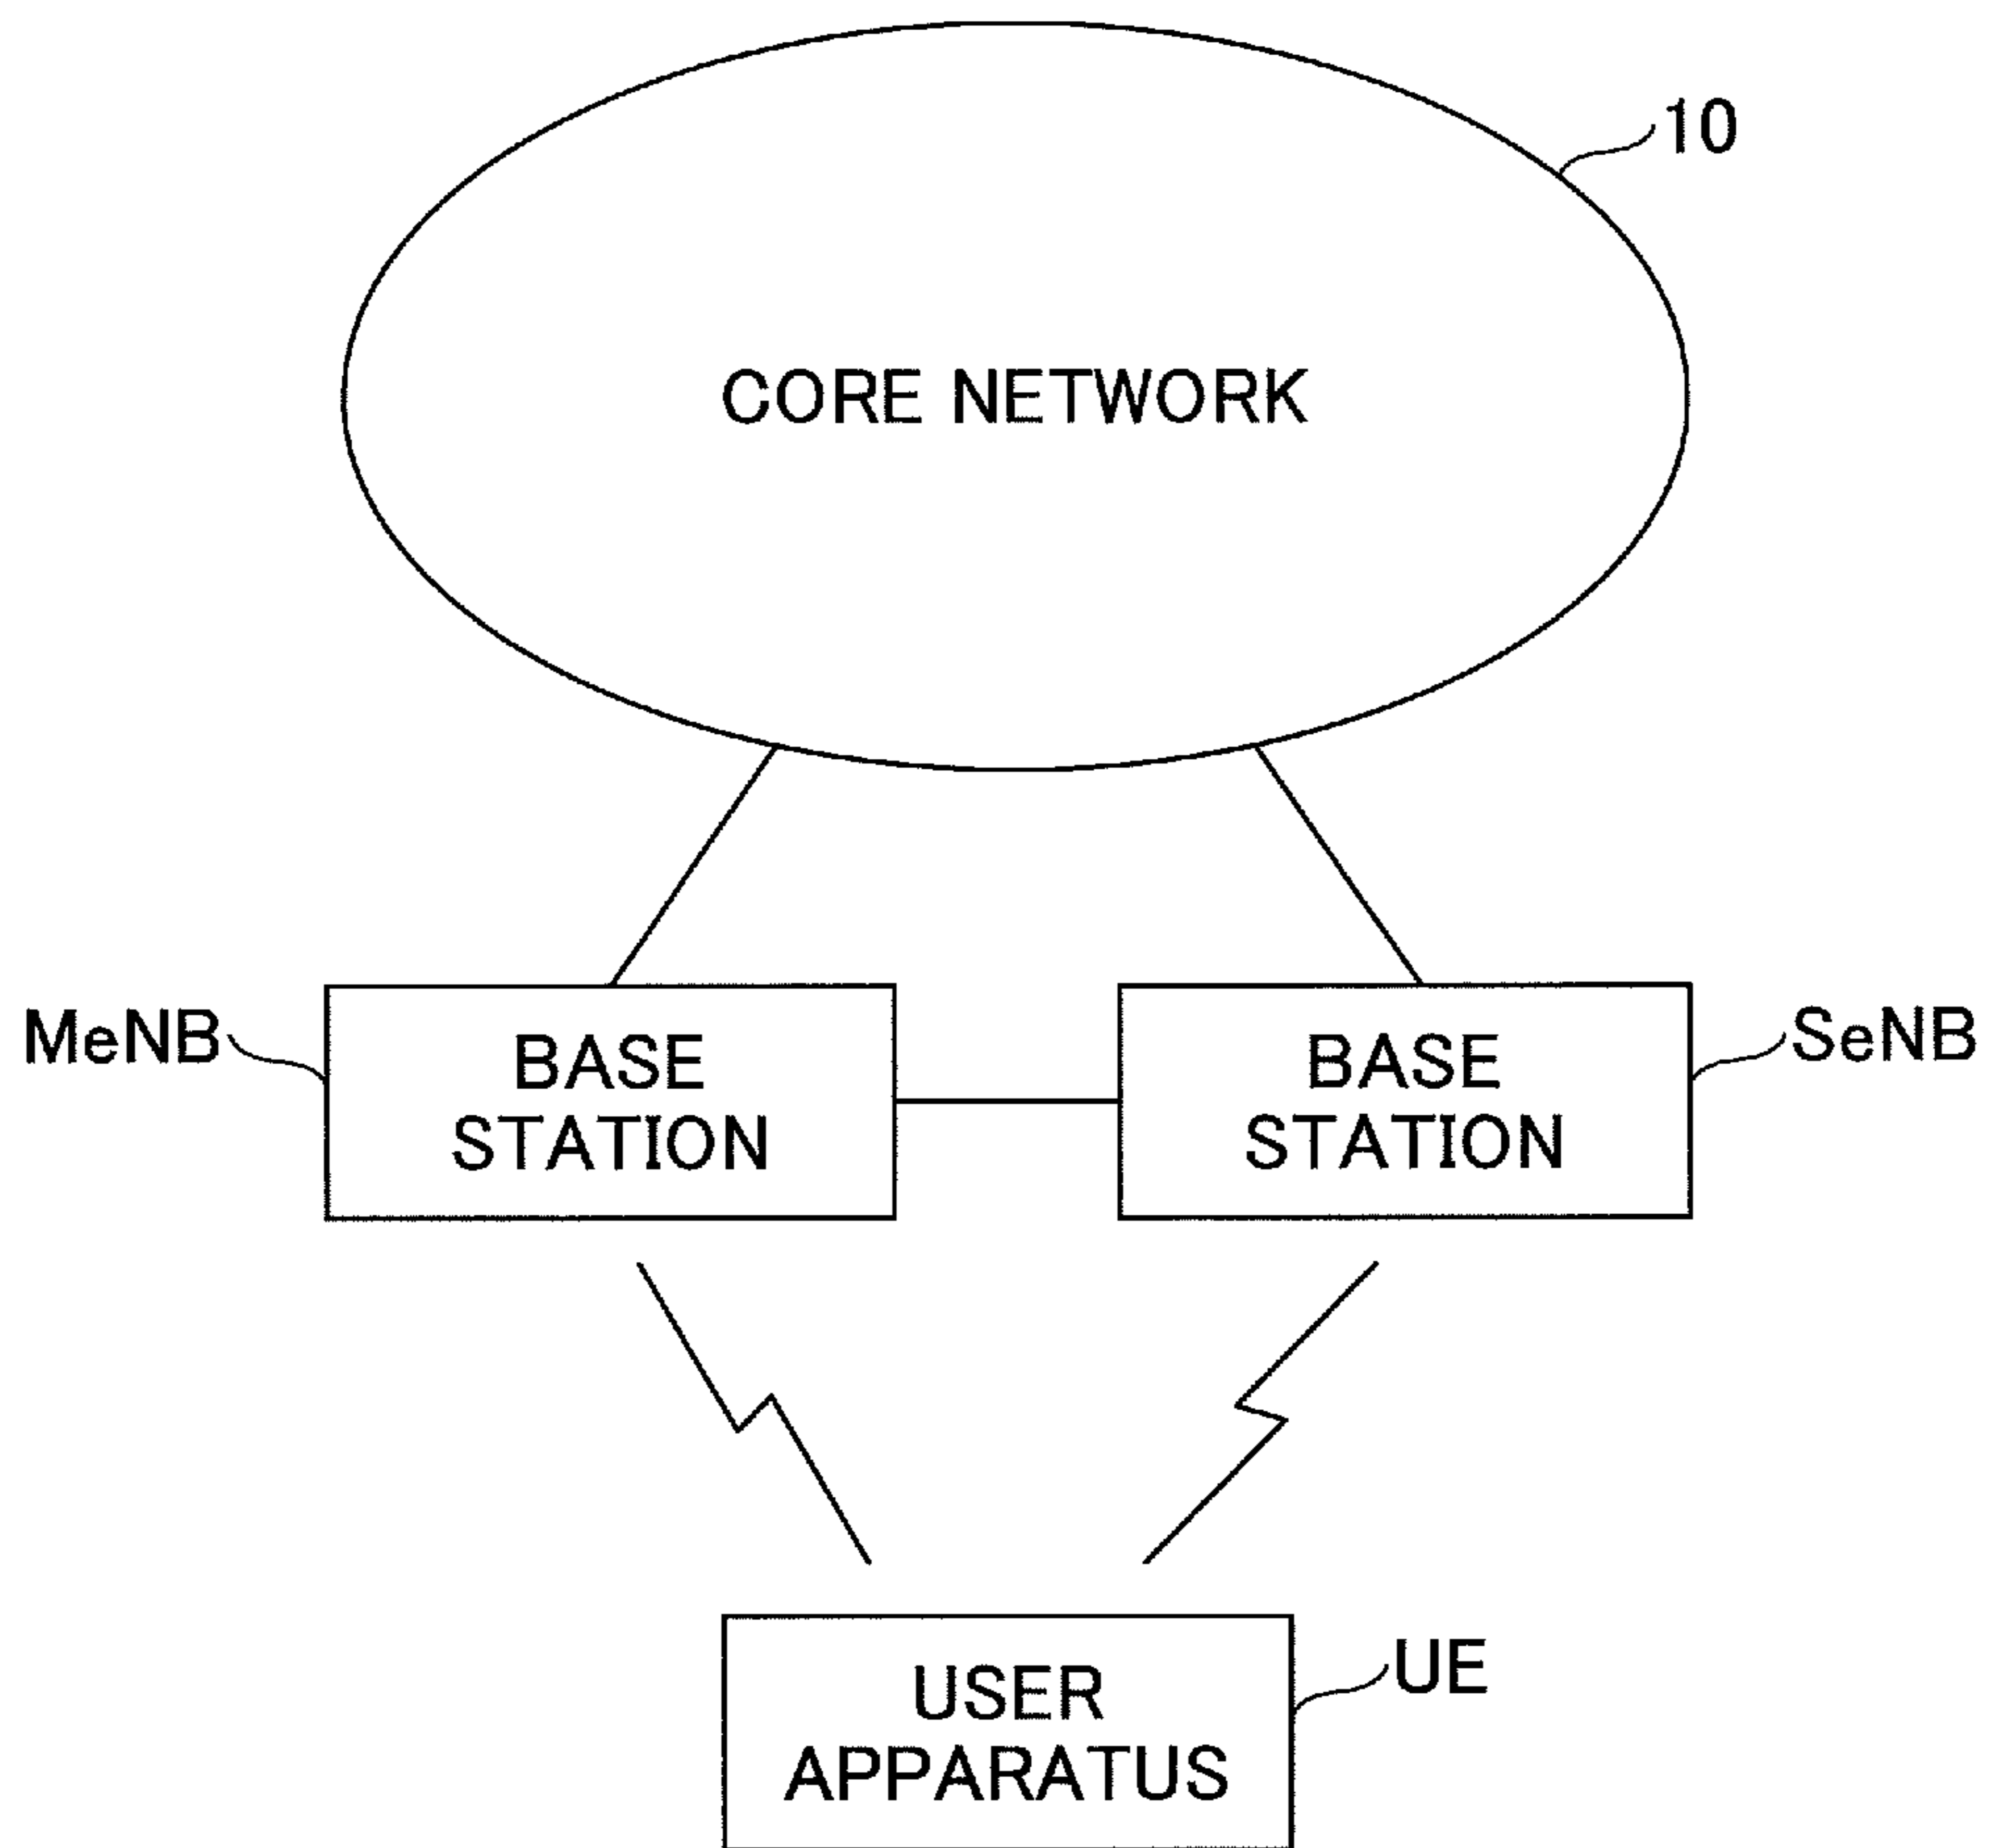 10
CORE NETWORK
MeNB
BASE
STATION
BASE
STATION
SeNB
USER
APPARATUS
UE